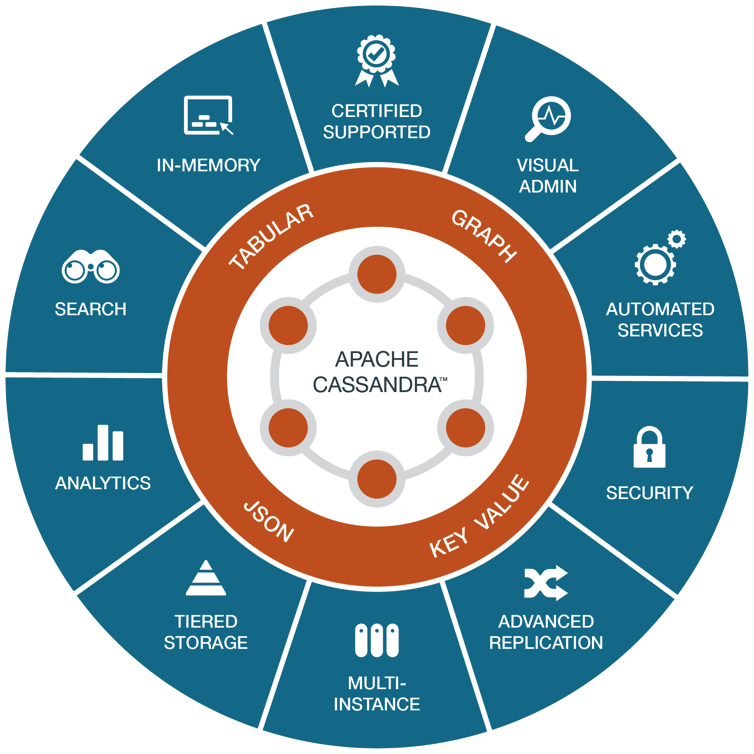 CERTIFIED
SUPPORTED
VISUAL
ADMIN
AUTOMATED
SERVICES
SECURITY
ADVANCED
REPLICATION
MULTI-
INSTANCE
TIERED
STORAGE
ANALYTICS
SEARCH
IN-MEMORY
TABULAR
GRAPH
KEY VALUE
JSON
APACHE
CASSANDRA™